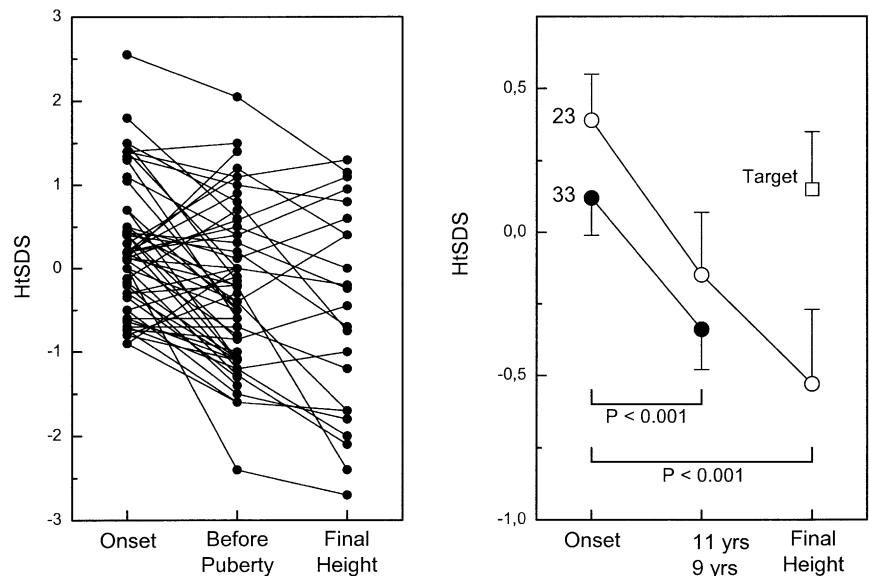 3
2
1
0
-1
-2
-3
HtSDS
Onset
Before
Puberty
Final
Height
0,5
0,0
-0,5
-1,0
HtSDS
23
33
Target
P < 0.001
P < 0.001
Onset
11 yrs
9 yrs
Final
Height